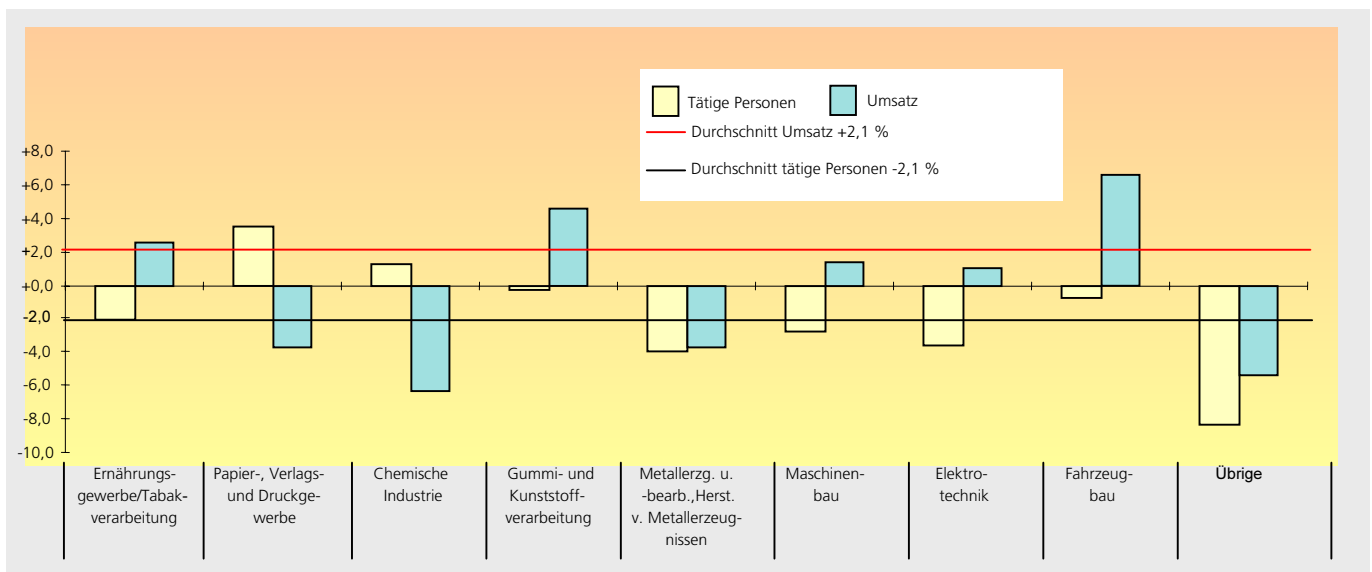 Tätige Personen
Umsatz
Durchschnitt Umsatz +2,1 %
Durchschnitt tätige Personen -2,1 %
+8,0
+6,0
+4,0
+2,0
+0,0
-2,0
-4,0
-6,0
-8,0
-10,0
Ernährungs-
gewerbe/Tabak-
verarbeitung
Papier-, Verlags-
und Druckge-
werbe
Chemische
Industrie
Gummi- und
Kunststoff-
verarbeitung
Metallerzg. u.
-bearb.,Herst.
v. Metallerzeug-
nissen
Maschinen-
bau
Elektro-
technik
Fahrzeug-
bau
Übrige